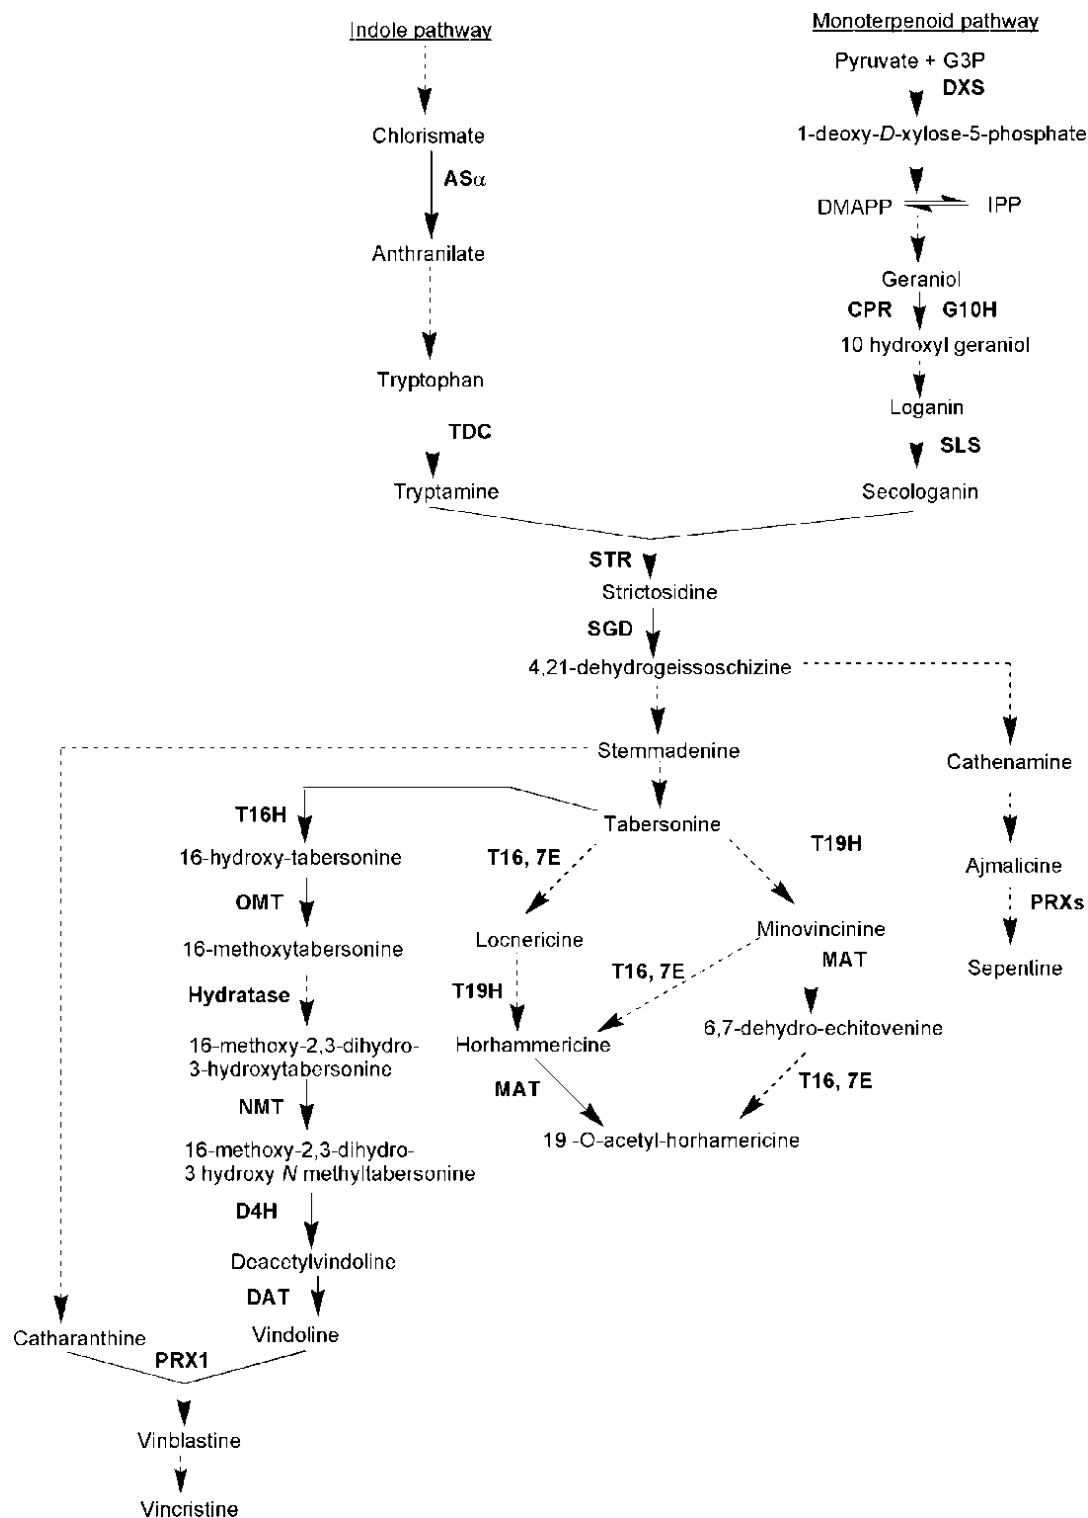 Indole pathway
Chlorismate
ASα
Anthranilate
Tryptophan
TDC
Tryptamine
Monoterpenoid pathway
Pyruvate + G3P
DXS
1-deoxy-D-xylose-5-phosphate
DMAPP
IPP
Geraniol
CPR
G10H
10 hydroxyl geraniol
Loganin
SLS
Secologanin
STR
Strictosidine
SGD
4,21-dehydrogeissoschizine
Stemmadenine
Cathenamine
Tabersonine
T16H
16-hydroxy-tabersonine
OMT
16-methoxytabersonine
Hydratase
16-methoxy-2,3-dihydro-
3-hydroxytabersonine
NMT
16-methoxy-2,3-dihydro-
3 hydroxy N methyltabersonine
D4H
Deacetylvindoline
DAT
Vindoline
T16, 7E
Locnericine
T19H
Horhammericine
MAT
T19H
Minovincinine
T16, 7E
MAT
6,7-dehydro-echitovenine
T16, 7E
19 -O-acetyl-horhamericine
Ajmalicine
PRXs
Sepentine
Catharanthine
PRX1
Vinblastine
Vincristine